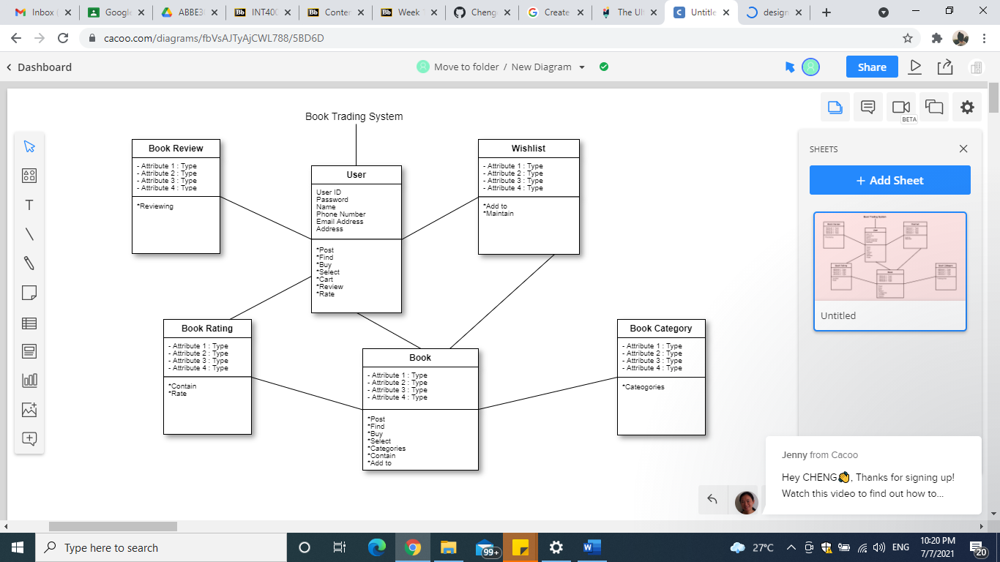 Inbox (
Google
ABBE3
INT400
Conter
Week
Cheng
Create
The Ul
Untitle
design
cacoo.com/diagrams/fbVsAJTyAjCWL788/5BD6D
Dashboard
Move to folder / New Diagram
Share
BETA
Book Trading System
Book Review
- Attribute 1 : Type
- Attribute 2 : Type
- Attribute 3 : Type
- Attribute 4 : Type
*Reviewing
User
User ID
Password
Name
Phone Number
Email Address
Address
*Post
*Find
*Buy
*Select
*Cart
*Review
*Rate
Wishlist
- Attribute 1 : Type
- Attribute 2 : Type
- Attribute 3 : Type
- Attribute 4 : Type
*Add to
*Maintain
Book Rating
- Attribute 1 : Type
- Attribute 2 : Type
- Attribute 3 : Type
- Attribute 4 : Type
*Contain
*Rate
Book
- Attribute 1 : Type
- Attribute 2 : Type
- Attribute 3 : Type
- Attribute 4 : Type
*Post
*Find
*Buy
*Select
*Categories
*Contain
*Add to
Book Category
- Attribute 1 : Type
- Attribute 2 : Type
- Attribute 3 : Type
- Attribute 4 : Type
*Cateogories
SHEETS
+ Add Sheet
Book Trading System
Untitled
Jenny from Cacoo
Hey CHENG👏, Thanks for signing up!
Watch this video to find out how to...
Type here to search
99+
27°C
ENG
10:20 PM
7/7/2021
20